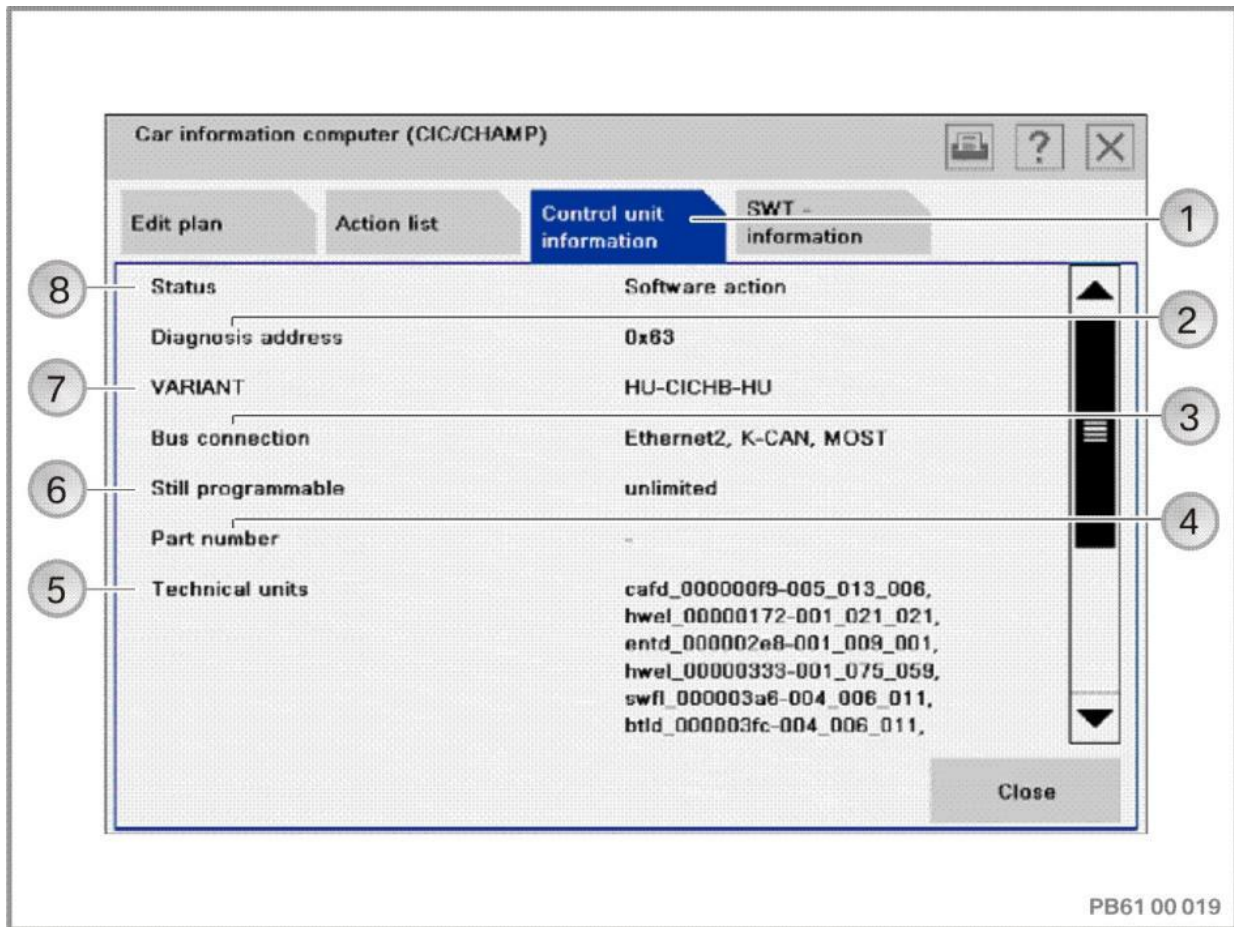 Car information computer (CIC/CHAMP)
?
Edit plan
Action list
Control unit
information
SWT -
information
1
8
Status
Software action
2
Diagnosis address
0x63
7
VARIANT
HU-CICHB-HU
3
Bus connection
Ethernet2, K-CAN, MOST
6
Still programmable
unlimited
4
Part number
-
5
Technical units
cafd_000000f9-005_013_006,
hwel_00000172-001_021_021,
entd_000002e8-001_009_001,
hwel_00000333-001_075_059,
swfl_000003a6-004_006_011,
btld_000003fc-004_006_011,
Close
PB61 00 019